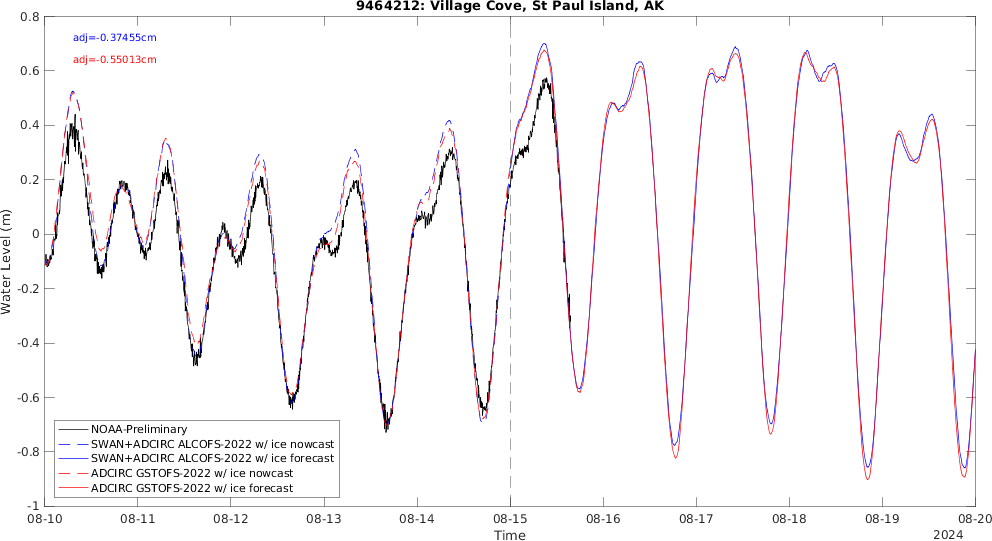 9464212: Village Cove, St Paul Island, AK
adj=-0.37455cm
adj=-0.55013cm
0.8
0.6
0.4
0.2
0
-0.2
-0.4
-0.6
-0.8
-1
Water Level (m)
NOAA-Preliminary
SWAN+ADCIRC ALCOFS-2022 w/ ice nowcast
SWAN+ADCIRC ALCOFS-2022 w/ ice forecast
ADCIRC GSTOFS-2022 w/ ice nowcast
ADCIRC GSTOFS-2022 w/ ice forecast
08-10 08-11 08-12 08-13 08-14 08-15 08-16 08-17 08-18 08-19 08-20
Time
2024